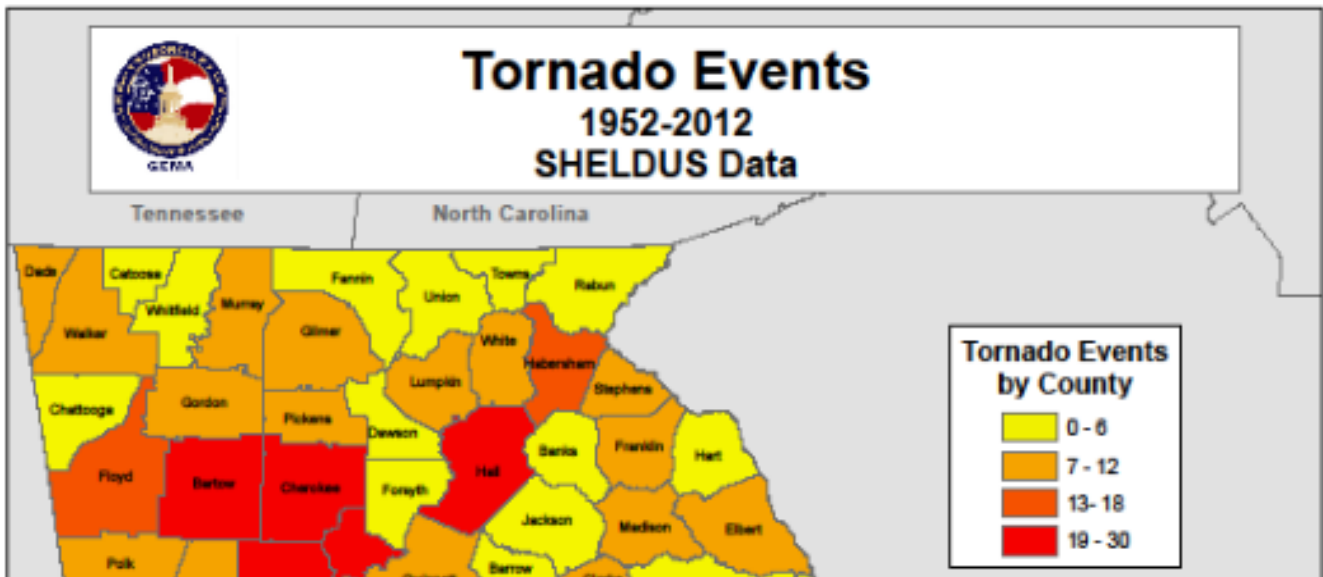 Tornado Events
1952-2012
SHELDUS Data
GEMA
Tennessee
North Carolina
Dade
Catoosa
Fannin
Towns
Rabun
Union
Murray
Whitfield
Walker
Gilmer
White
Habersham
Lumpkin
Stephens
Chattooga
Gordon
Pickens
Dawson
Banks
Franklin
Hart
Floyd
Bartow
Cherokee
Forsyth
Hall
Jackson
Madison
Elbert
Polk
Barrow
Tornado Events
by County
0 - 6
7 - 12
13- 18
19 - 30